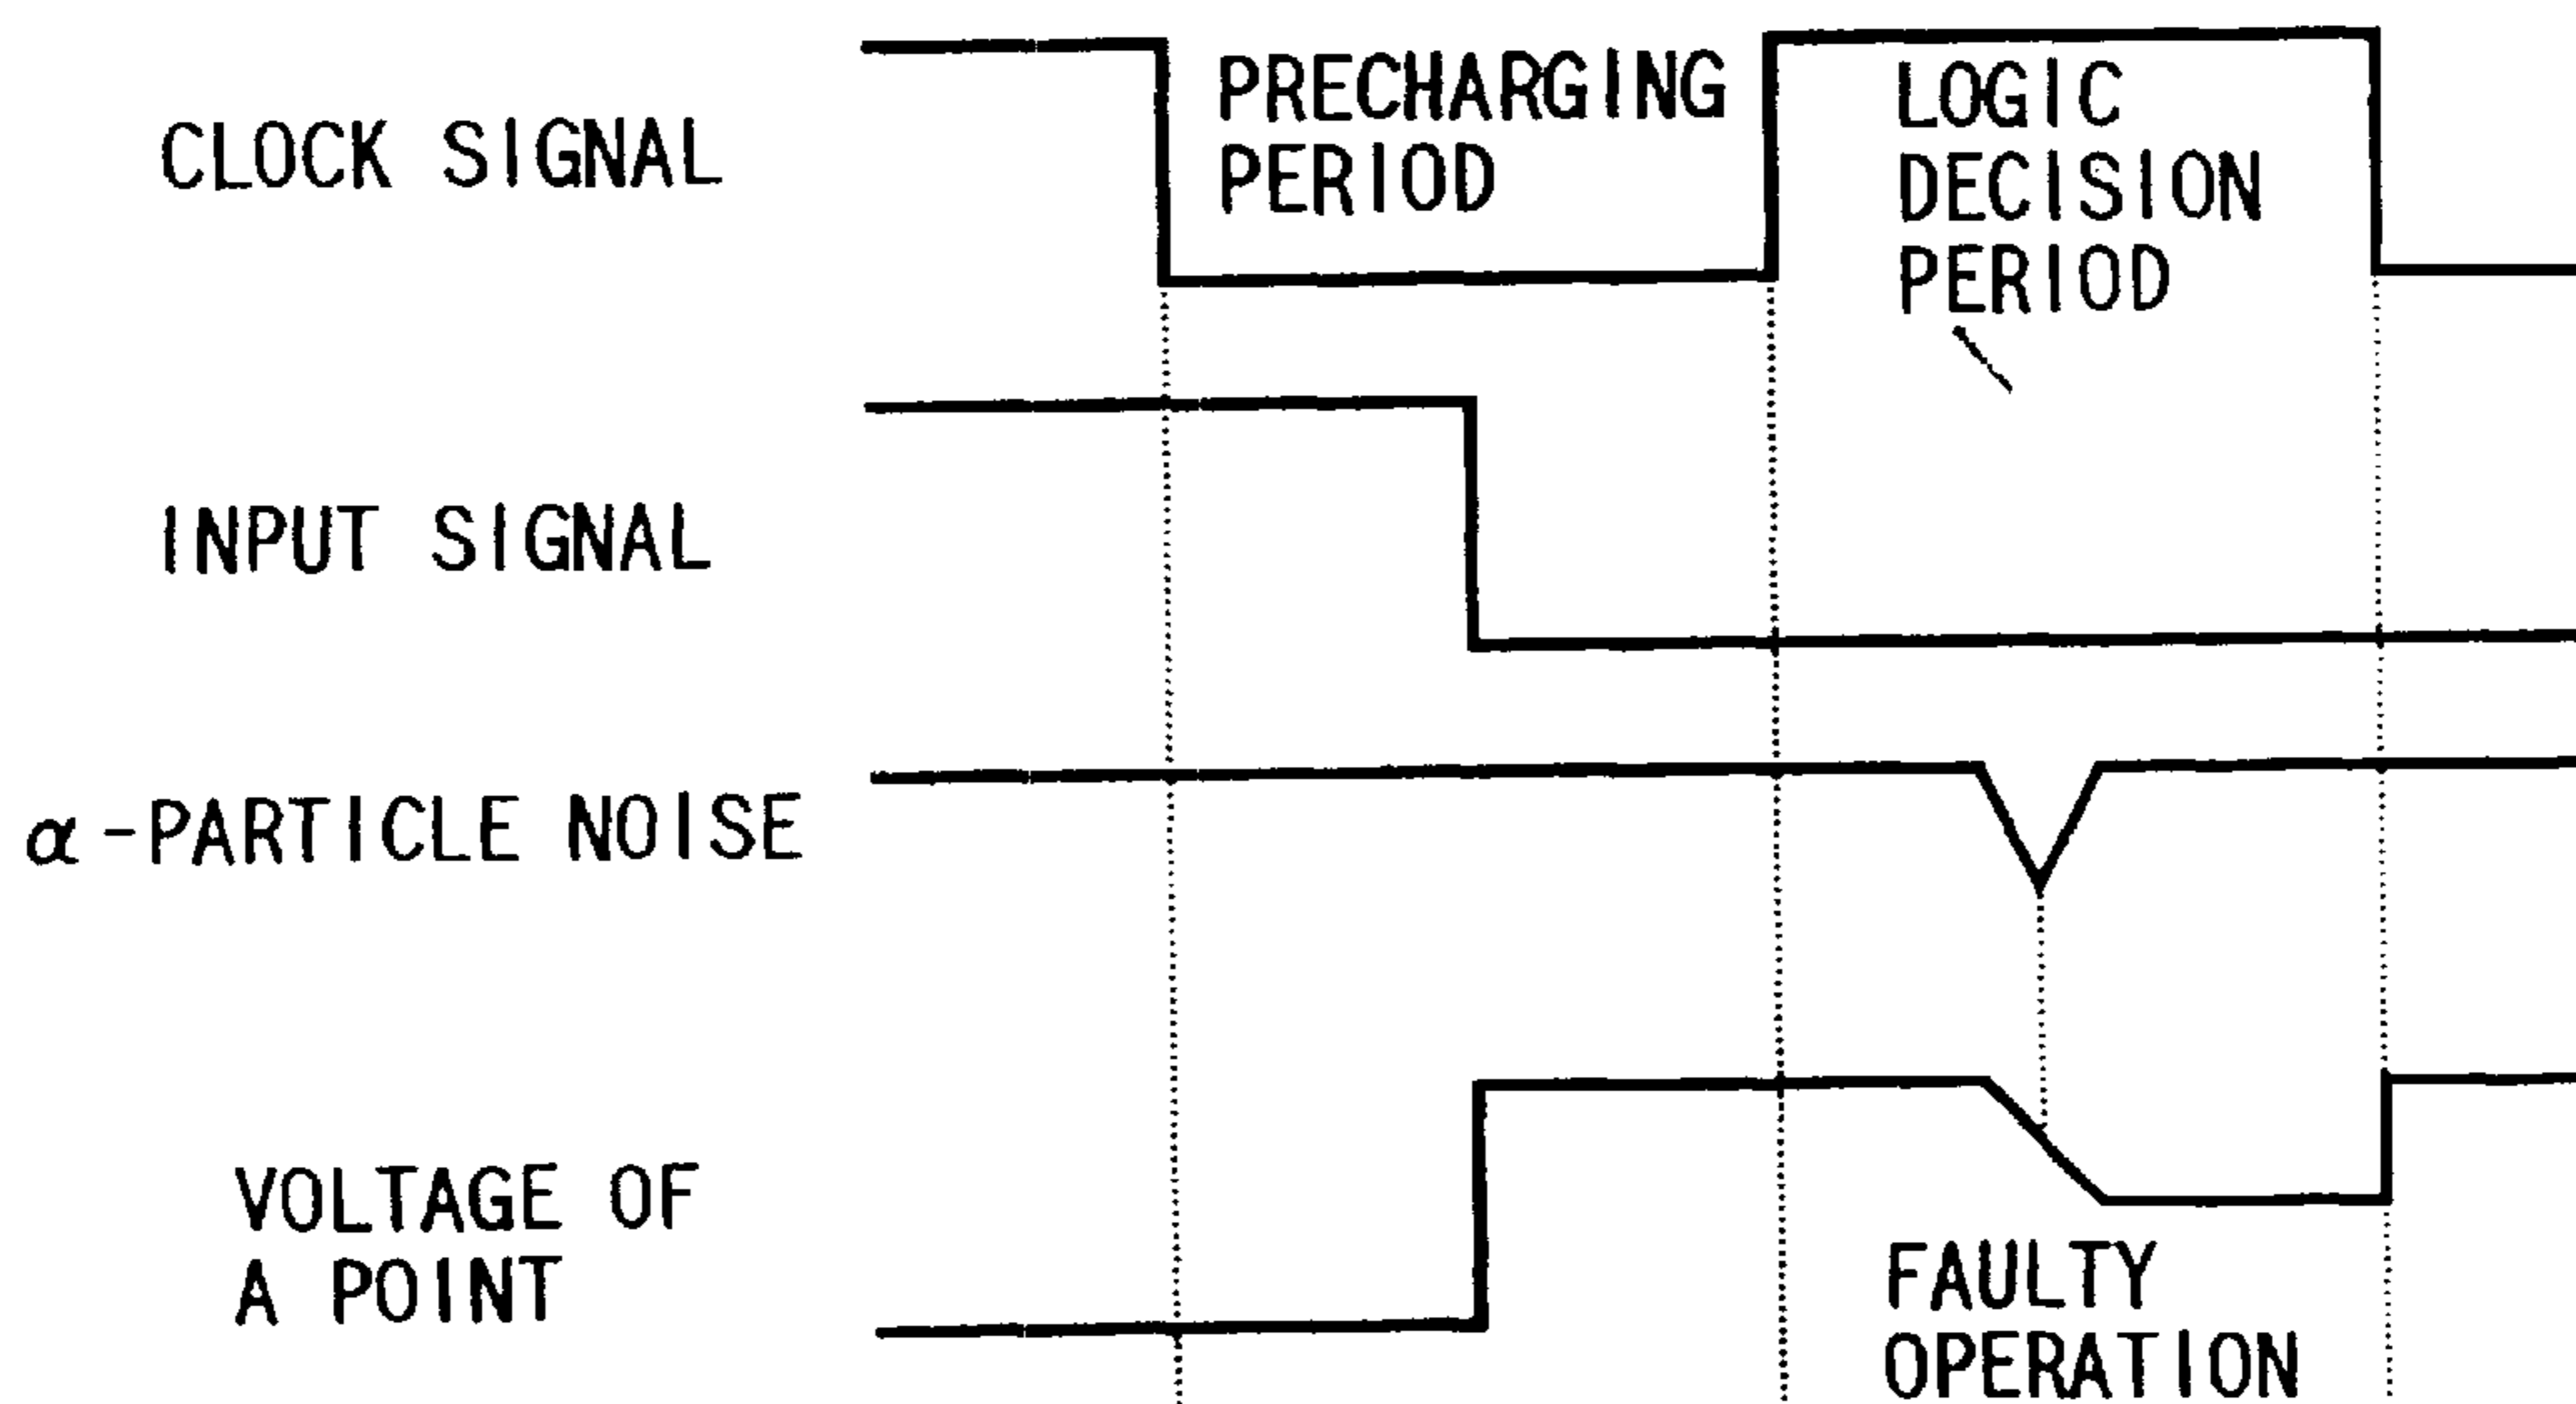 CLOCK SIGNAL
PRECHARGING
PERIOD
LOGIC
DECISION
PERIOD
INPUT SIGNAL
α-PARTICLE NOISE
VOLTAGE OF
A POINT
FAULTY
OPERATION